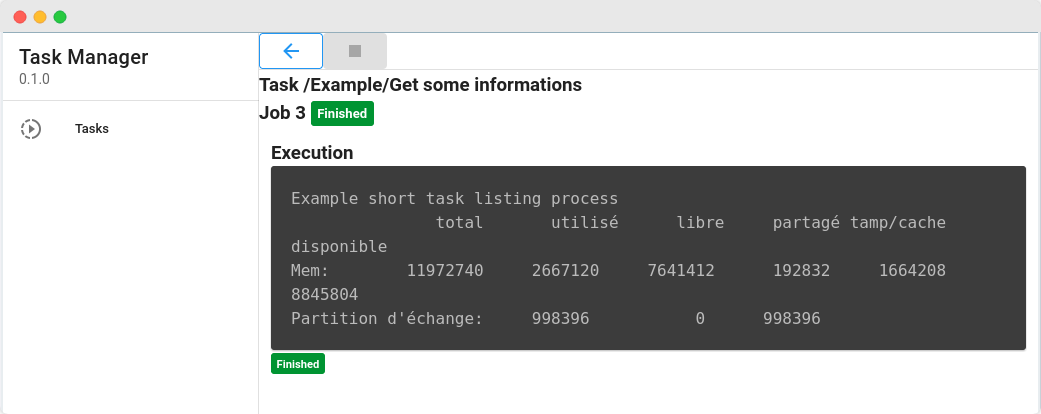 Task Manager
0.1.0
Tasks
Task /Example/Get some informations
Job 3 Finished
Execution
Example short task listing process
total utilisé libre partagé tamp/cache
disponible
Mem: 11972740 2667120 7641412 192832 1664208
8845804
Partition d'échange: 998396 0 998396
Finished